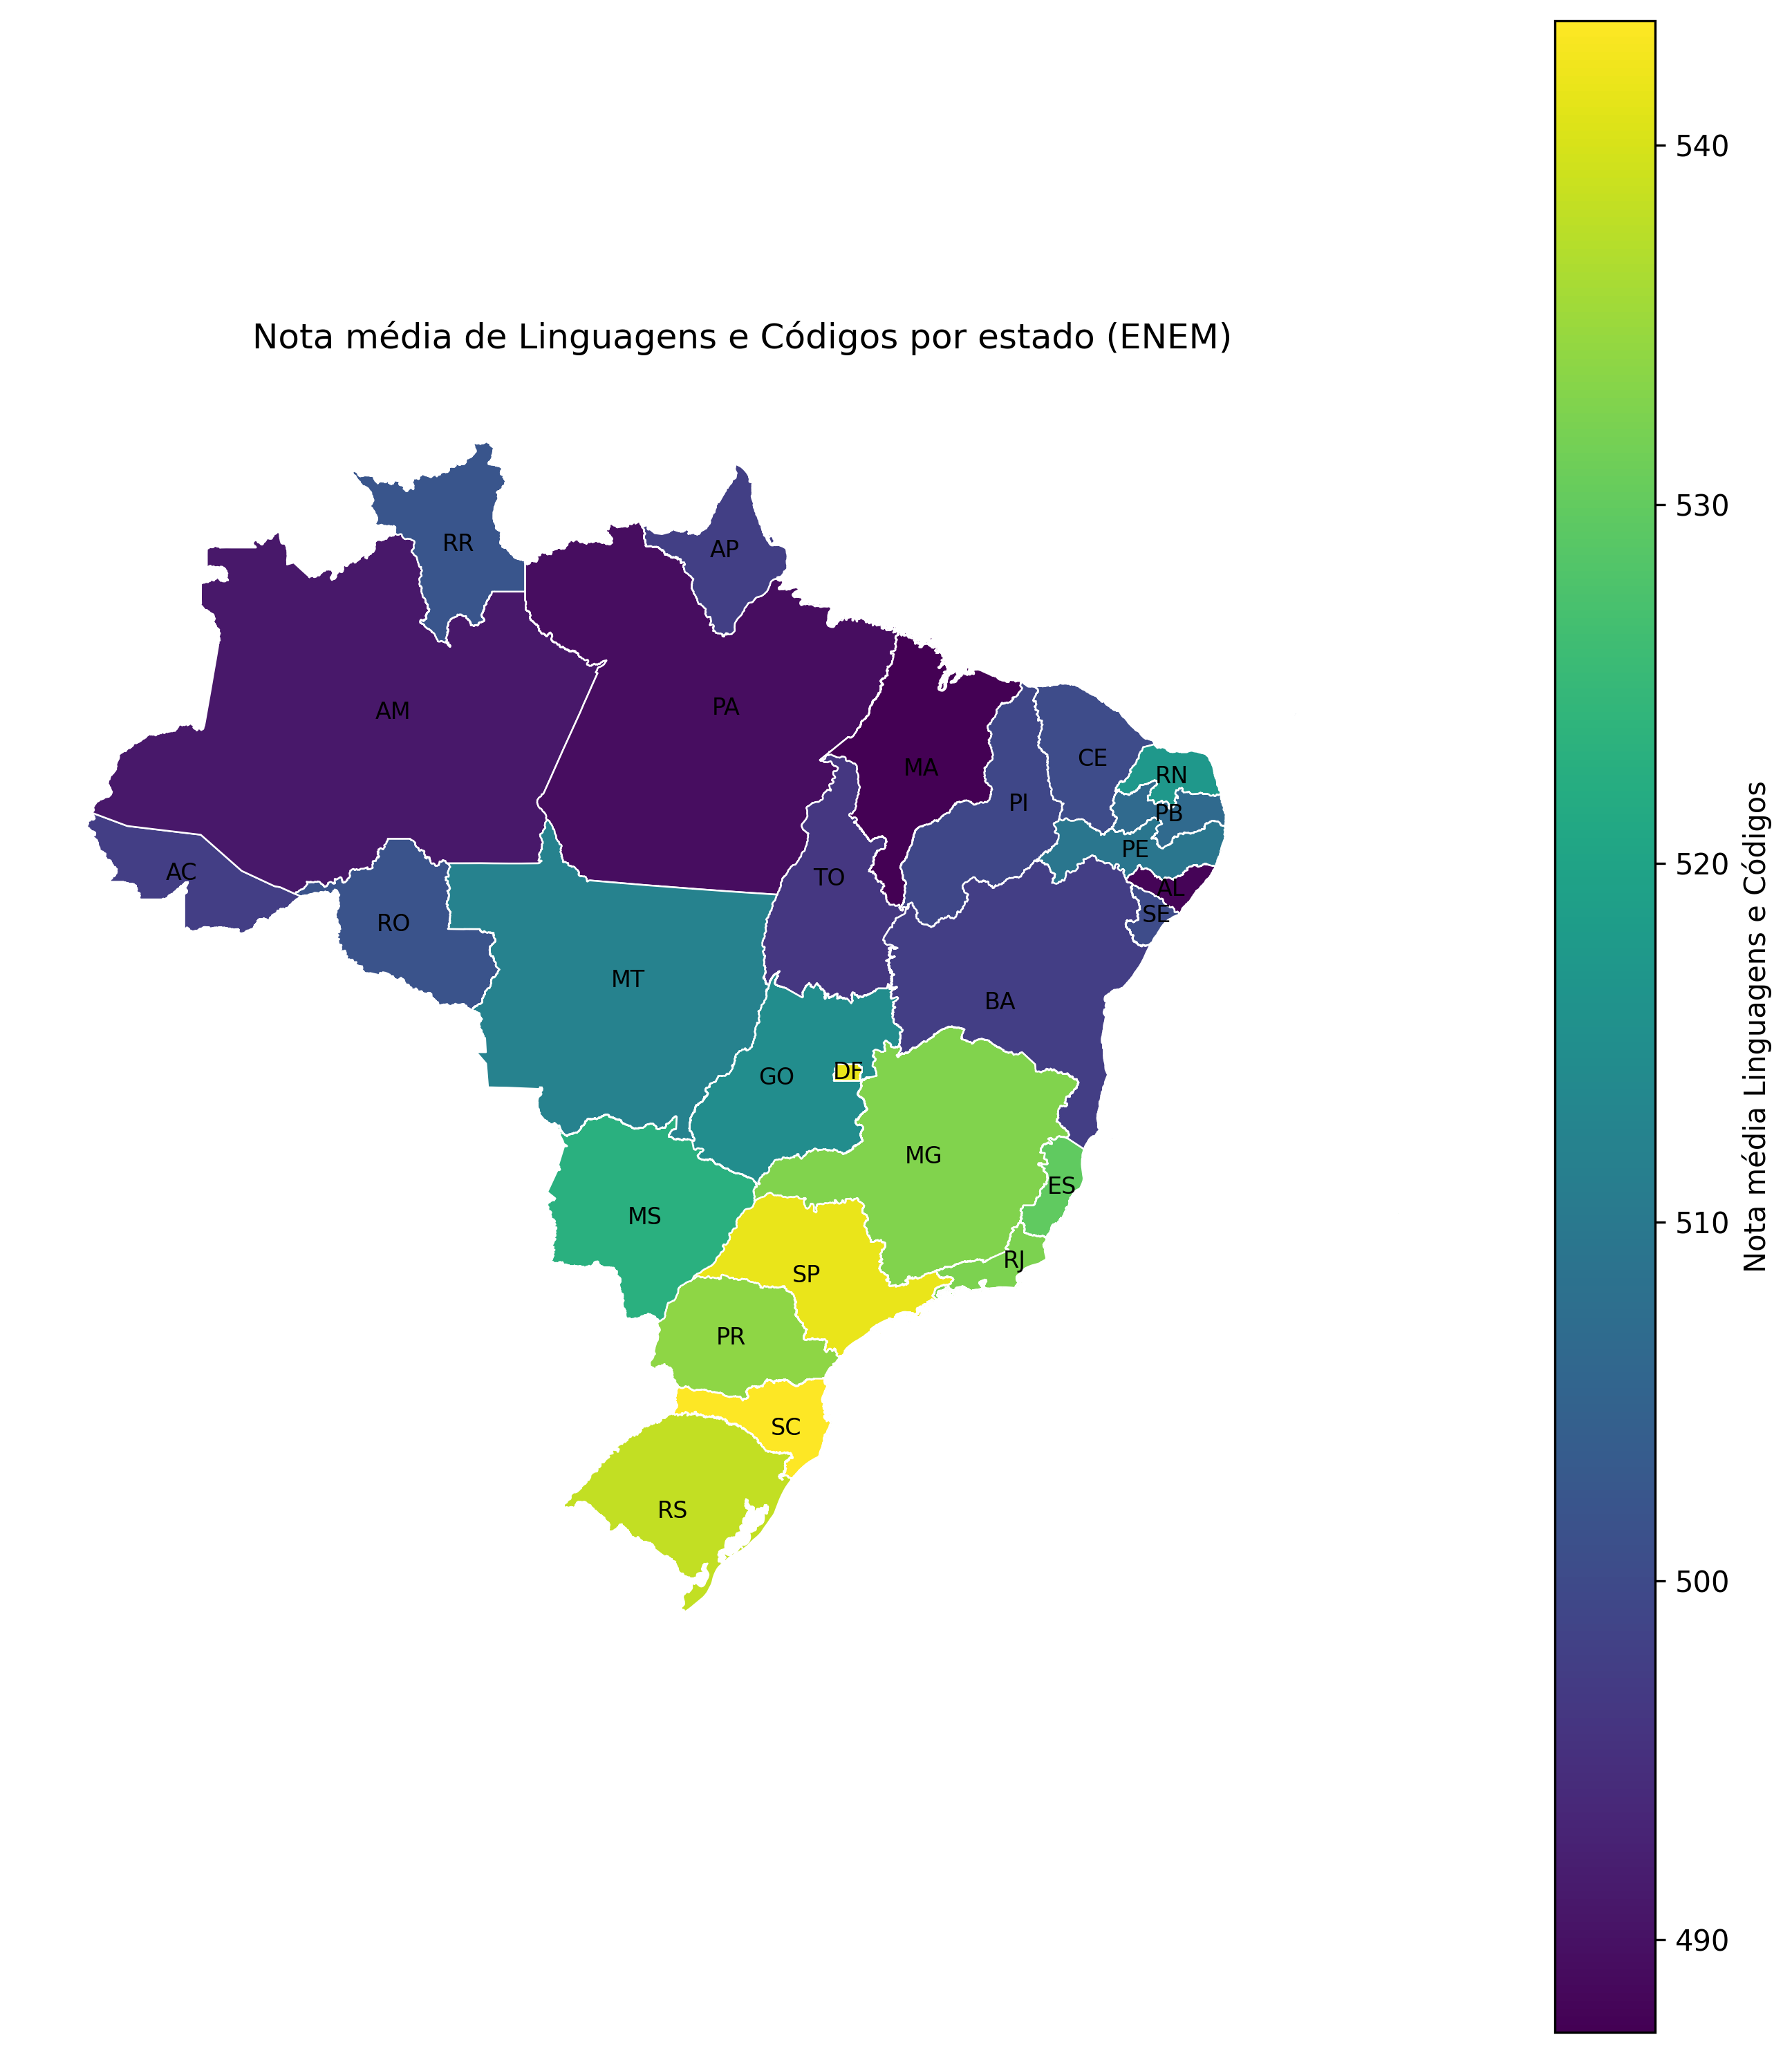 Nota média de Linguagens e Códigos por estado (ENEM)
RR
AP
AM
PA
MA
CE
RN
PI
PB
PE
AC
TO
AL
SE
RO
MT
BA
DF
GO
MG
ES
MS
RJ
SP
PR
SC
RS
540
530
520
510
500
490
Nota média Linguagens e Códigos